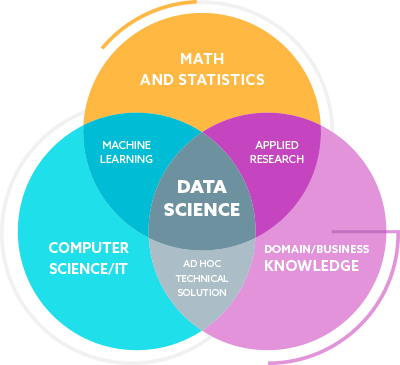 MATH
AND STATISTICS
MACHINE
LEARNING
APPLIED
RESEARCH
DATA
SCIENCE
COMPUTER
SCIENCE/IT
DOMAIN/BUSINESS
KNOWLEDGE
AD HOC
TECHNICAL
SOLUTION